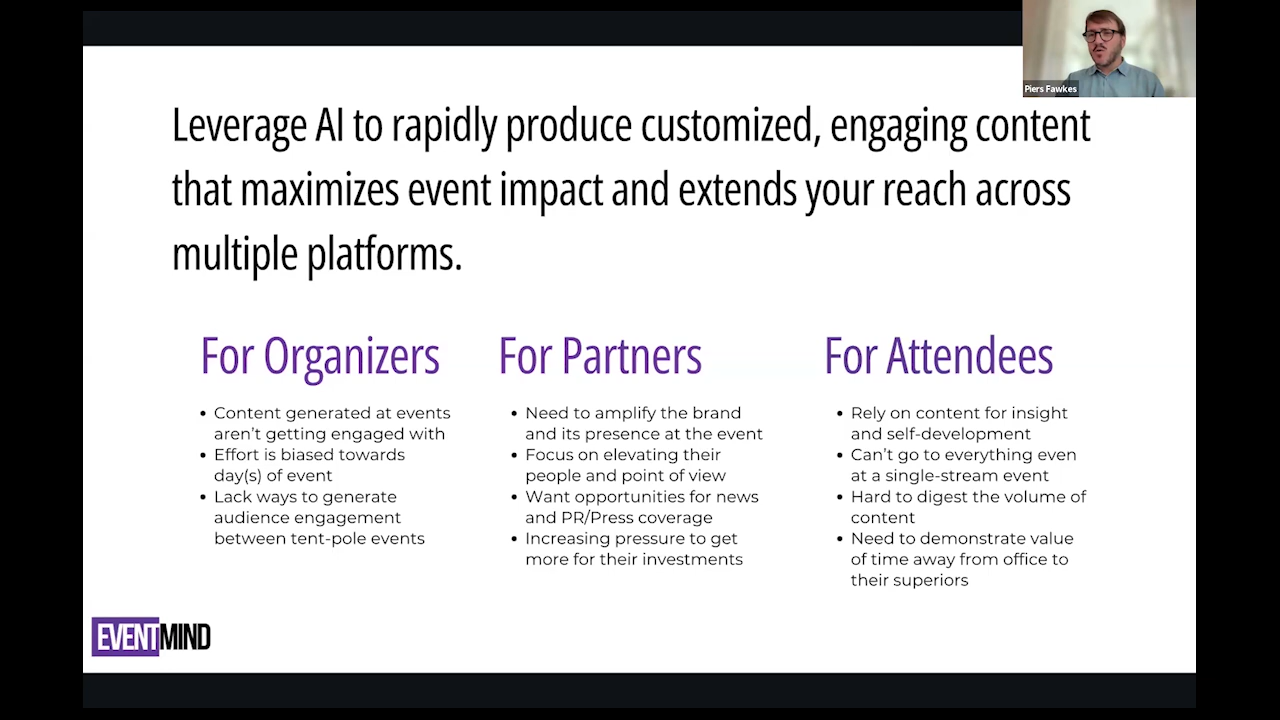 Piers Fawkes
Leverage AI to rapidly produce customized, engaging content
that maximizes event impact and extends your reach across
multiple platforms.
For Organizers
• Content generated at events
aren't getting engaged with
• Effort is biased towards
day(s) of event
• Lack ways to generate
audience engagement
between tent-pole events
For Partners
• Need to amplify the brand
and its presence at the event
• Focus on elevating their
people and point of view
• Want opportunities for news
and PR/Press coverage
• Increasing pressure to get
more for their investments
For Attendees
• Rely on content for insight
and self-development
• Can't go to everything even
at a single-stream event
• Hard to digest the volume of
content
• Need to demonstrate value
of time away from office to
their superiors
EVENTMIND